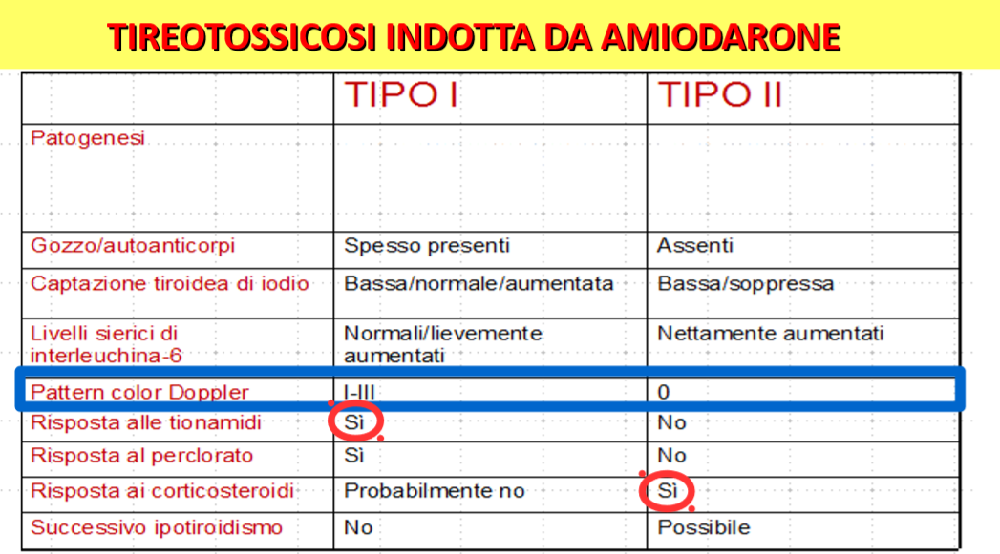 TIREOTOSSICOSI INDOTTA DA AMIODARONE
TIPO I TIPO II
Patogenesi
Gozzo/autoanticorpi Spesso presenti Assenti
Captazione tiroidea di iodio Bassa/normale/aumentata Bassa/soppressa
Livelli sierici di Normali/lievemente Nettamente aumentati
interleuchina-6 aumentati
Pattern color Doppler I-III 0
Risposta alle tionamidi Sì No
Risposta al perclorato Sì No
Risposta ai corticosteroidi Probabilmente no Sì
Successivo ipotiroidismo No Possibile